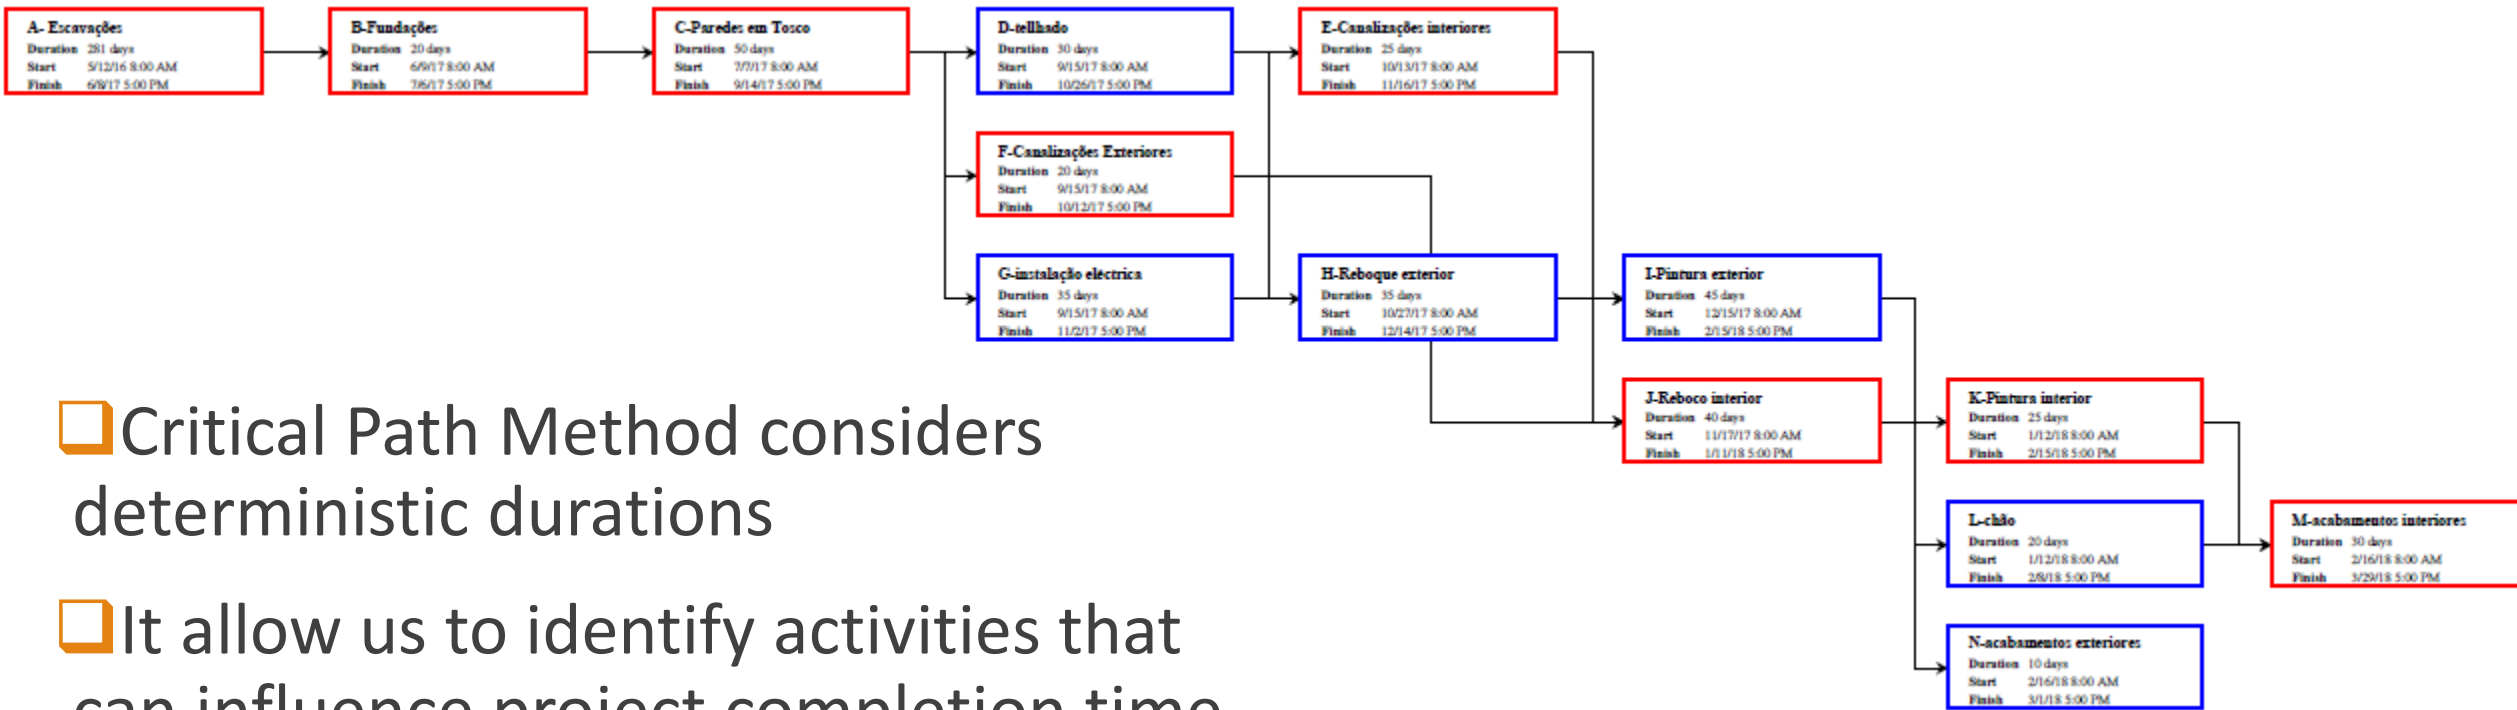 A- Escavações
Duration 281 days
Start 5/12/16 8:00 AM
Finish 6/8/17 5:00 PM
B-Fundações
Duration 20 days
Start 6/9/17 8:00 AM
Finish 7/6/17 5:00 PM
C-Paredes em Tosco
Duration 50 days
Start 7/7/17 8:00 AM
Finish 9/14/17 5:00 PM
D-tellhado
Duration 30 days
Start 9/15/17 8:00 AM
Finish 10/26/17 5:00 PM
E-Canalizações interiores
Duration 25 days
Start 10/13/17 8:00 AM
Finish 11/16/17 5:00 PM
F-Canalizações Exteriores
Duration 20 days
Start 9/15/17 8:00 AM
Finish 10/12/17 5:00 PM
G-instalação eléctrica
Duration 35 days
Start 9/15/17 8:00 AM
Finish 11/2/17 5:00 PM
H-Reboque exterior
Duration 35 days
Start 10/27/17 8:00 AM
Finish 12/14/17 5:00 PM
I-Pintura exterior
Duration 45 days
Start 12/15/17 8:00 AM
Finish 2/15/18 5:00 PM
J-Reboco interior
Duration 40 days
Start 11/17/17 8:00 AM
Finish 1/11/18 5:00 PM
K-Pintura interior
Duration 25 days
Start 1/12/18 8:00 AM
Finish 2/15/18 5:00 PM
L-chão
Duration 20 days
Start 1/12/18 8:00 AM
Finish 2/8/18 5:00 PM
M-acabamentos interiores
Duration 30 days
Start 2/16/18 8:00 AM
Finish 3/29/18 5:00 PM
N-acabamentos exteriores
Duration 10 days
Start 2/16/18 8:00 AM
Finish 3/1/18 5:00 PM
Critical Path Method considers
deterministic durations
It allow us to identify activities that
can influence project completion time